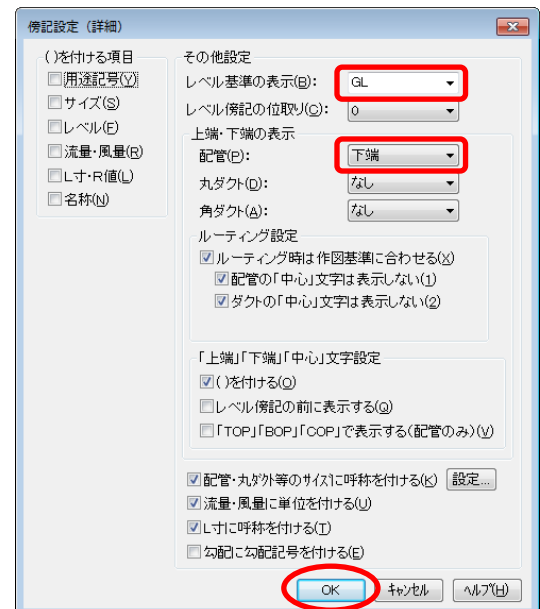 傍記設定（詳細）
( )を付ける項目
用途記号(Y)
サイズ(S)
レベル(F)
流量・風量(R)
L寸・R値(L)
名称(N)
その他設定
レベル基準の表示(B): GL
レベル傍記の位取り(C): 0
上端・下端の表示
配管(P): 下端
丸ダクト(D): なし
角ダクト(A): なし
ルーティング設定
ルーティング時は作図基準に合わせる(X)
配管の「中心」文字は表示しない(1)
ダクトの「中心」文字は表示しない(2)
「上端」「下端」「中心」文字設定
( )を付ける(O)
レベル傍記の前に表示する(Q)
「TOP」「BOP」「COP」で表示する(配管のみ)(V)
配管・丸ダクト等のサイズに呼称を付ける(K) 設定...
流量・風量に単位を付ける(U)
L寸に呼称を付ける(T)
勾配に勾配記号を付ける(E)
OK キャンセル ヘルプ(H)